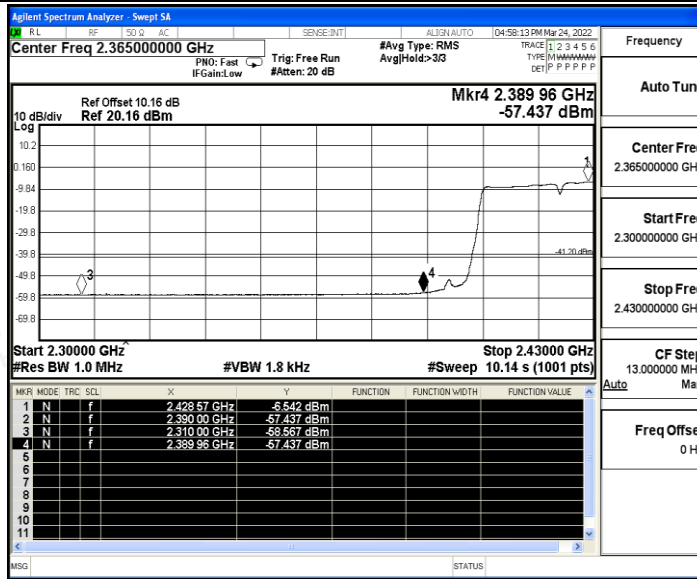 Agilent Spectrum Analyzer - Swept SA
RL RF 50 Ω AC SENSE:INT ALIGN AUTO 04:58:13 PM Mar 24, 2022
Center Freq 2.365000000 GHz #Avg Type: RMS TRACE 1 2 3 4 5 6
PNO: Fast Trig: Free Run Avg|Hold:>3/3 TYPE M WWWWW
IFGain:Low #Atten: 20 dB DET P P P P P P
Mkr4 2.389 96 GHz
-57.437 dBm
Ref Offset 10.16 dB
10 dB/div Ref 20.16 dBm
Log
10.2
0.160
-9.84
-19.8
-29.8
-39.8
-49.8
-59.8
-69.8
1
-41.20 dBm
3
4
Start 2.30000 GHz Stop 2.43000 GHz
#Res BW 1.0 MHz #VBW 1.8 kHz #Sweep 10.14 s (1001 pts)
MKR MODE TRC SCL X Y FUNCTION FUNCTION WIDTH FUNCTION VALUE
1 N f 2.428 57 GHz -6.542 dBm
2 N f 2.390 00 GHz -57.437 dBm
3 N f 2.310 00 GHz -58.567 dBm
4 N f 2.389 96 GHz -57.437 dBm
5
6
7
8
9
10
11
MSG STATUS
Frequency
Auto Tun
Center Fre
2.365000000 GH
Start Fre
2.300000000 GH
Stop Fre
2.430000000 GH
CF Step
13.000000 MH
Auto Ma
Freq Offse
0 H